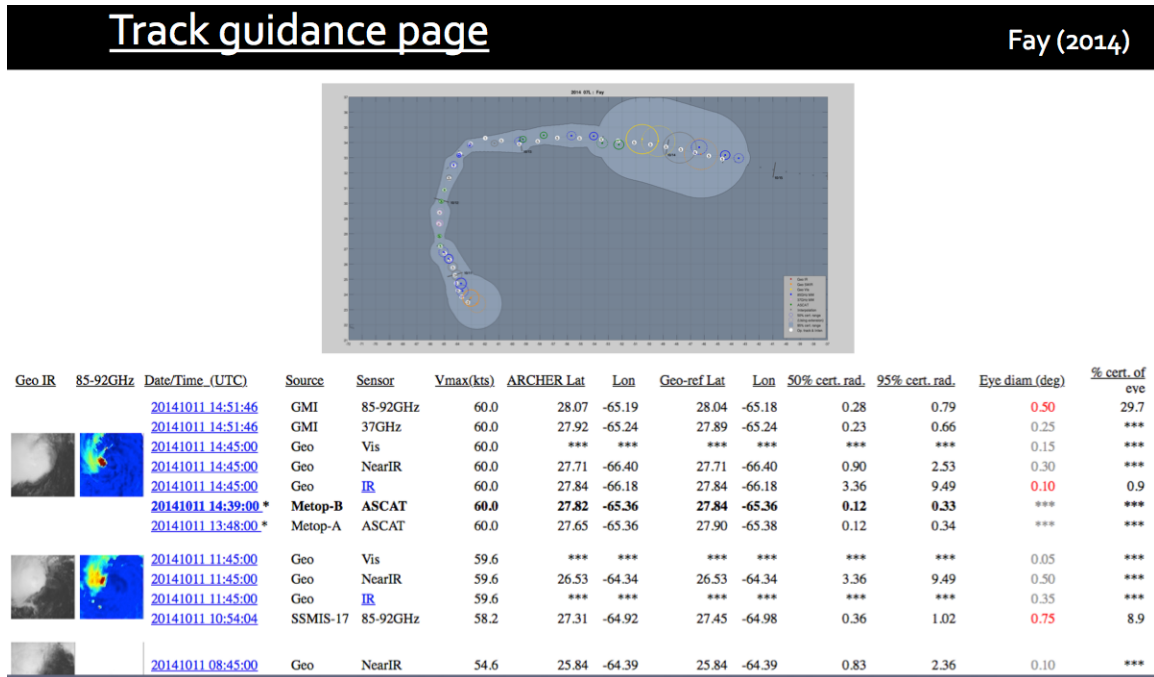 Track guidance page
Fay (2014)
2014 07L : Fay
Geo IR 85-92GHz Date/Time (UTC) Source Sensor Vmax(kts) ARCHER Lat Lon Geo-ref Lat Lon 50% cert. rad. 95% cert. rad. Eye diam (deg) % cert. of eye
20141011 14:51:46 GMI 85-92GHz 60.0 28.07 -65.19 28.04 -65.18 0.28 0.79 0.50 29.7
20141011 14:51:46 GMI 37GHz 60.0 27.92 -65.24 27.89 -65.24 0.23 0.66 0.25 ***
20141011 14:45:00 Geo Vis 60.0 *** *** *** *** *** *** 0.15 ***
20141011 14:45:00 Geo NearIR 60.0 27.71 -66.40 27.71 -66.40 0.90 2.53 0.30 ***
20141011 14:45:00 Geo IR 60.0 27.84 -66.18 27.84 -66.18 3.36 9.49 0.10 0.9
20141011 14:39:00 * Metop-B ASCAT 60.0 27.82 -65.36 27.84 -65.36 0.12 0.33 *** ***
20141011 13:48:00 * Metop-A ASCAT 60.0 27.65 -65.36 27.90 -65.38 0.12 0.34 *** ***
20141011 11:45:00 Geo Vis 59.6 *** *** *** *** *** *** 0.05 ***
20141011 11:45:00 Geo NearIR 59.6 26.53 -64.34 26.53 -64.34 3.36 9.49 0.50 ***
20141011 11:45:00 Geo IR 59.6 *** *** *** *** *** *** 0.35 ***
20141011 10:54:04 SSMIS-17 85-92GHz 58.2 27.31 -64.92 27.45 -64.98 0.36 1.02 0.75 8.9
20141011 08:45:00 Geo NearIR 54.6 25.84 -64.39 25.84 -64.39 0.83 2.36 0.10 ***